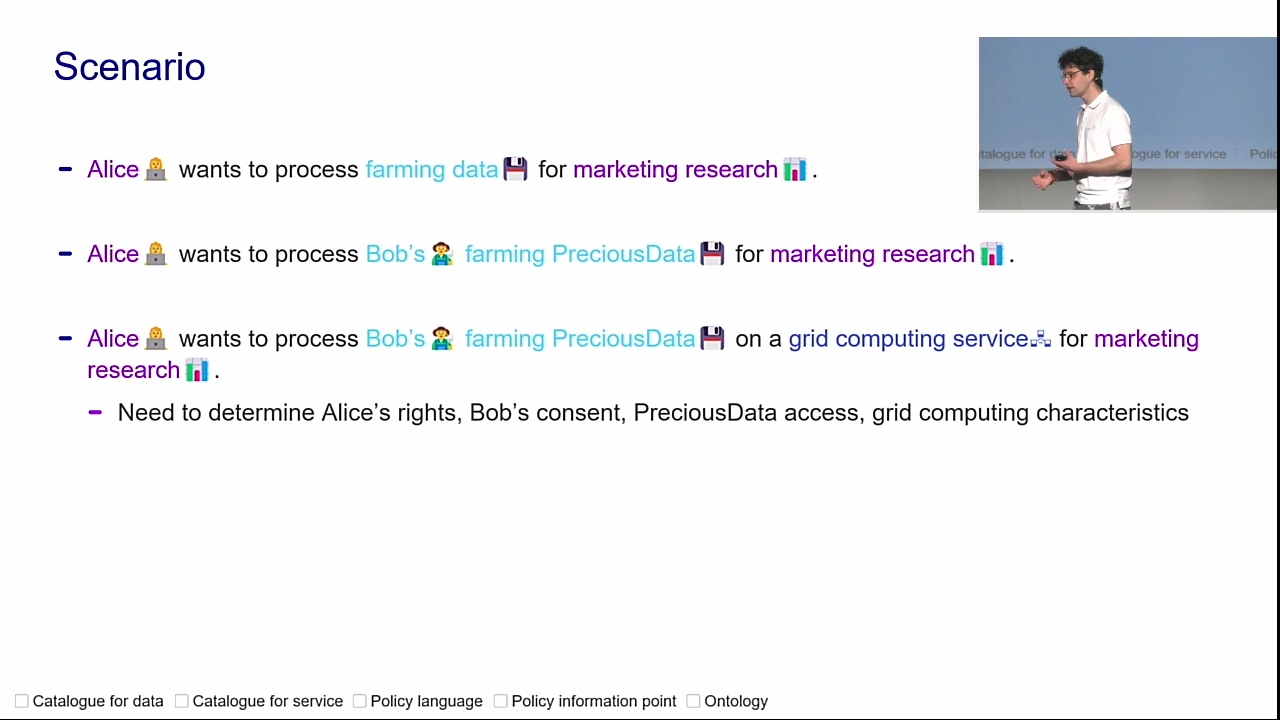 Scenario
Alice wants to process farming data for marketing research.
Alice wants to process Bob's farming PreciousData for marketing research.
Alice wants to process Bob's farming PreciousData on a grid computing service for marketing
research.
Need to determine Alice's rights, Bob's consent, PreciousData access, grid computing characteristics
Catalogue for data Catalogue for service Policy language Policy information point Ontology